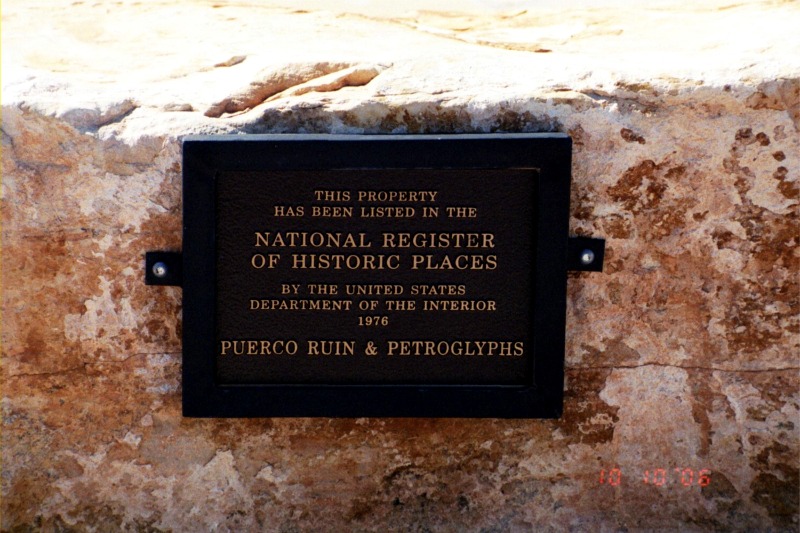 THIS PROPERTY
HAS BEEN LISTED IN THE
NATIONAL REGISTER
OF HISTORIC PLACES
BY THE UNITED STATES
DEPARTMENT OF THE INTERIOR
1976
PUERCO RUIN & PETROGLYPHS
10 10 '06